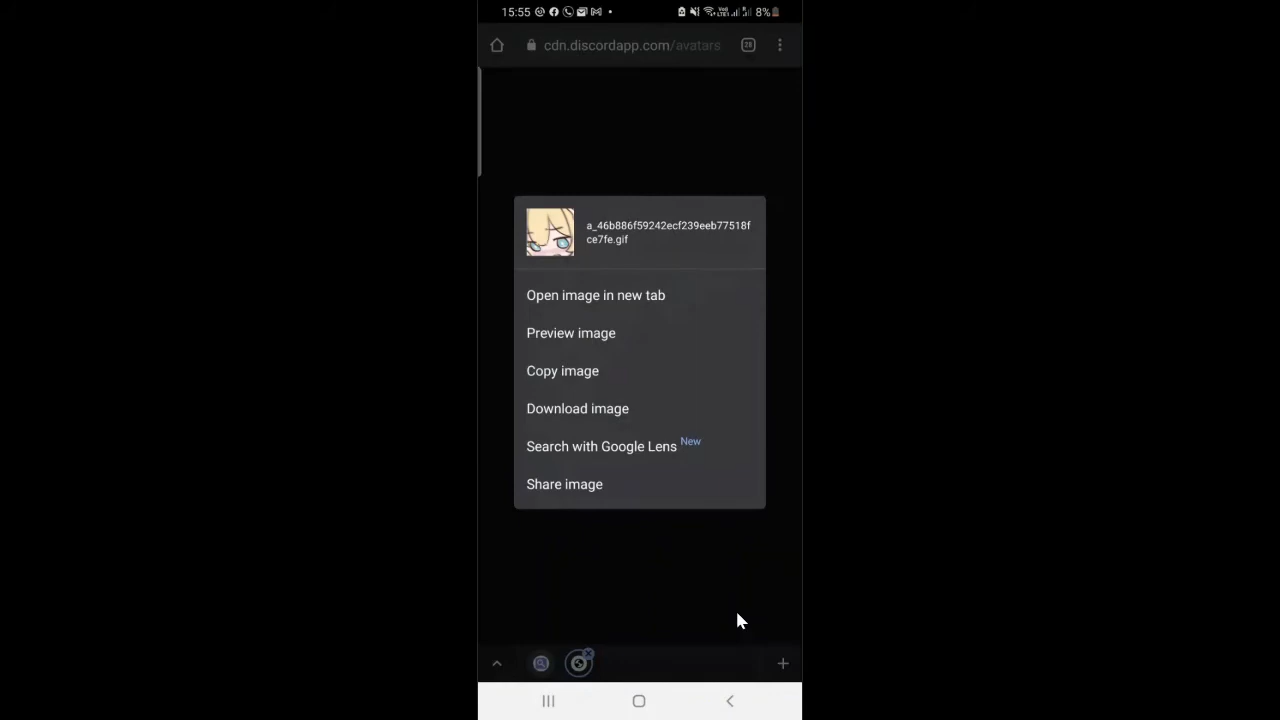 15:55 8%
cdn.discordapp.com/avatars 28
a_46b886f59242ecf239eeb77518f
ce7fe.gif
Open image in new tab
Preview image
Copy image
Download image
Search with Google Lens New
Share image